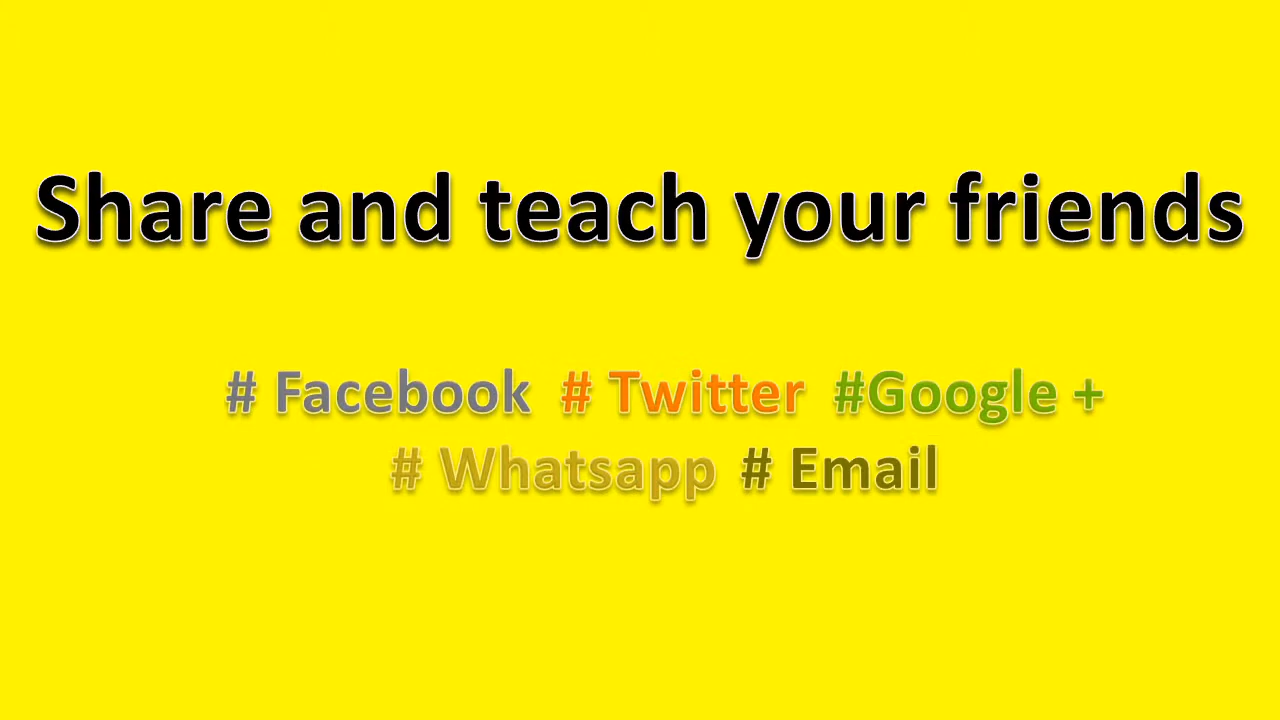 Share and teach your friends
# Facebook # Twitter #Google +
# Whatsapp # Email